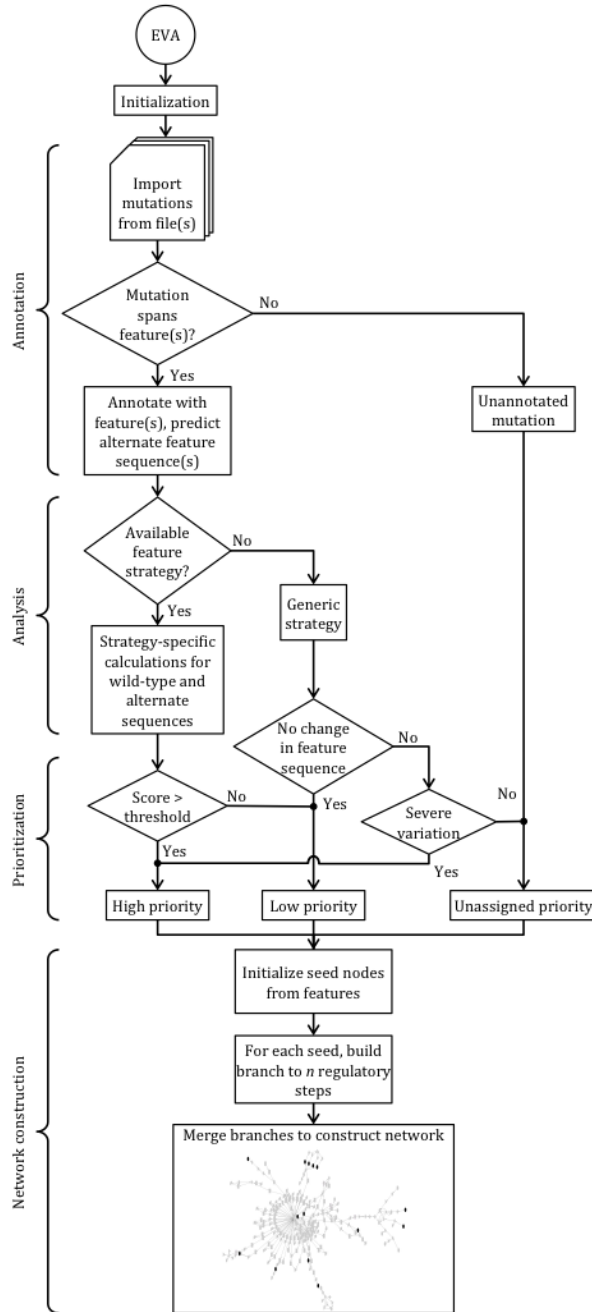 EVA
Initialization
Annotation
Import
mutations
from file(s)
Mutation
spans
feature(s)?
No
Yes
Annotate with
feature(s), predict
alternate feature
sequence(s)
Unannotated
mutation
Analysis
Available
feature
strategy?
No
Yes
Generic
strategy
Strategy-specific
calculations for
wild-type and
alternate
sequences
No change
in feature
sequence
No
Yes
Prioritization
Score >
threshold
No
Yes
Severe
variation
No
Yes
High priority
Low priority
Unassigned priority
Network construction
Initialize seed nodes
from features
For each seed, build
branch to n regulatory
steps
Merge branches to construct network